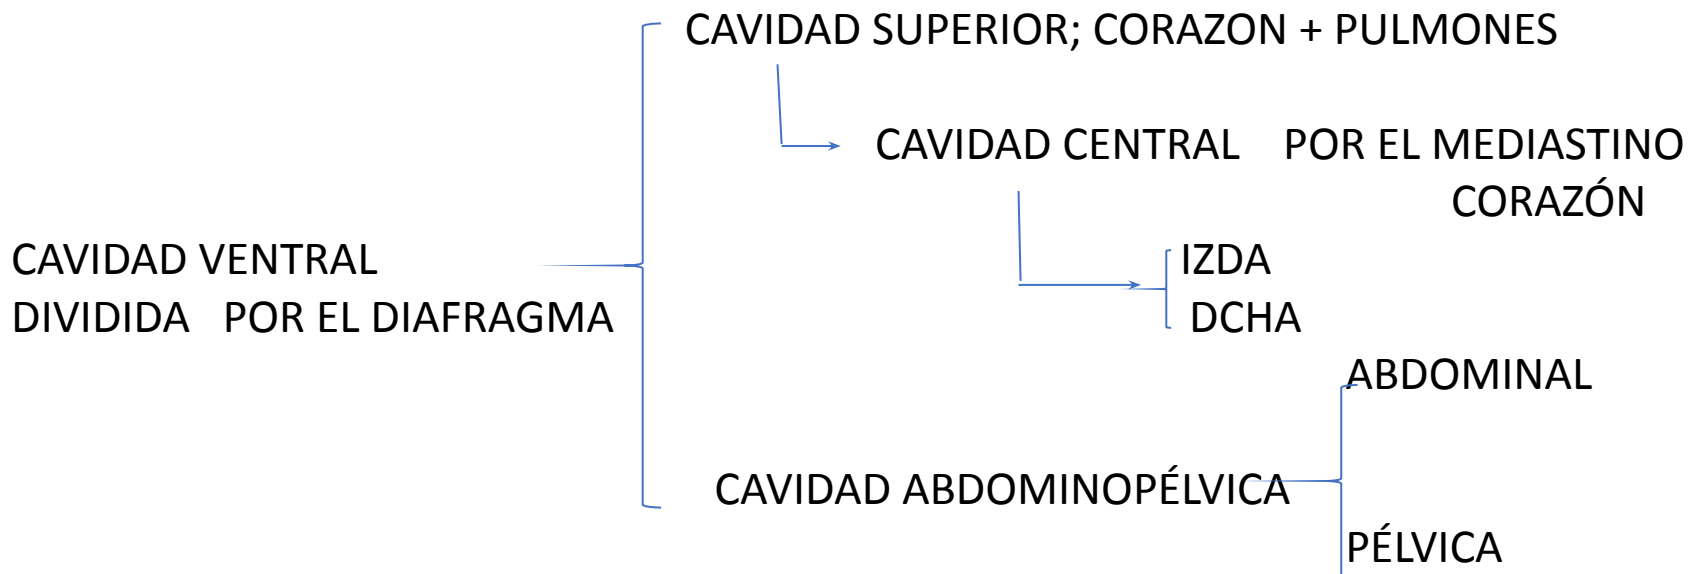 CAVIDAD SUPERIOR; CORAZON + PULMONES
CAVIDAD CENTRAL POR EL MEDIASTINO
CORAZÓN
CAVIDAD VENTRAL
DIVIDIDA POR EL DIAFRAGMA
IZDA
DCHA
ABDOMINAL
CAVIDAD ABDOMINOPÉLVICA
PÉLVICA